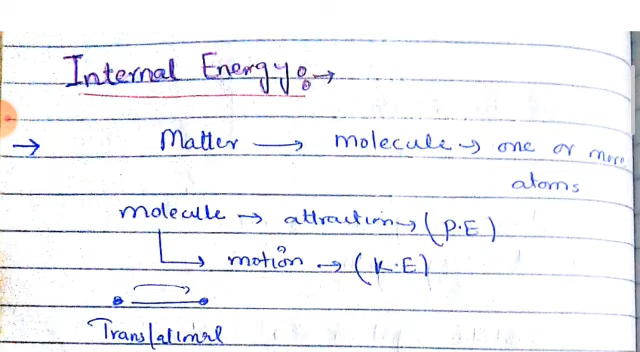 Internal Energy:→
→ Matter → molecule → one or more
atoms
molecule → attraction → (P.E)
↳ motion → (K.E)
Translational